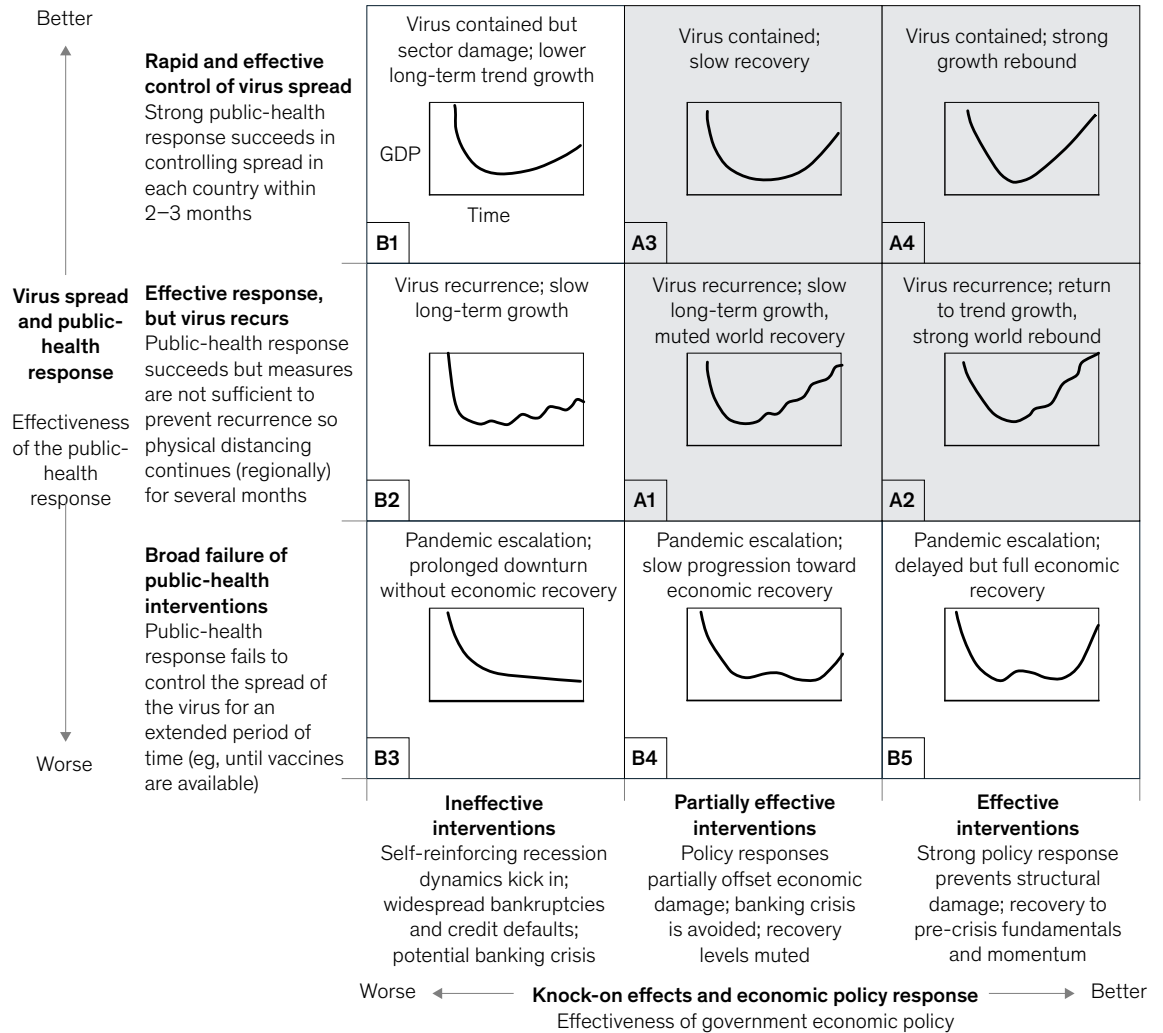 Better
Rapid and effective
control of virus spread
Strong public-health
response succeeds in
controlling spread in
each country within
2–3 months
Virus contained but
sector damage; lower
long-term trend growth
GDP
Time
B1
Virus contained;
slow recovery
A3
Virus contained; strong
growth rebound
A4
Virus spread
and public-
health
response
Effectiveness
of the public-
health
response
Effective response,
but virus recurs
Public-health response
succeeds but measures
are not sufficient to
prevent recurrence so
physical distancing
continues (regionally)
for several months
Virus recurrence; slow
long-term growth
B2
Virus recurrence; slow
long-term growth,
muted world recovery
A1
Virus recurrence; return
to trend growth,
strong world rebound
A2
Broad failure of
public-health
interventions
Public-health
response fails to
control the spread of
the virus for an
extended period of
time (eg, until vaccines
are available)
Worse
Pandemic escalation;
prolonged downturn
without economic recovery
B3
Pandemic escalation;
slow progression toward
economic recovery
B4
Pandemic escalation;
delayed but full economic
recovery
B5
Ineffective
interventions
Self-reinforcing recession
dynamics kick in;
widespread bankruptcies
and credit defaults;
potential banking crisis
Partially effective
interventions
Policy responses
partially offset economic
damage; banking crisis
is avoided; recovery
levels muted
Effective
interventions
Strong policy response
prevents structural
damage; recovery to
pre-crisis fundamentals
and momentum
Worse
Knock-on effects and economic policy response
Better
Effectiveness of government economic policy